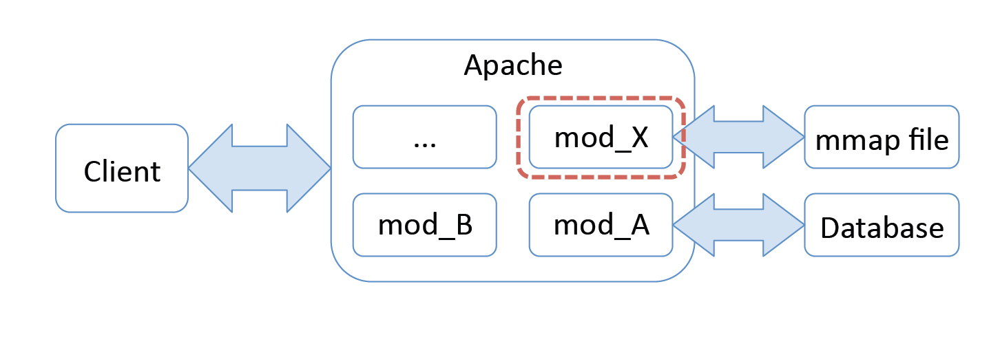 Apache
...
mod_X
mmap file
Client
mod_B
mod_A
Database